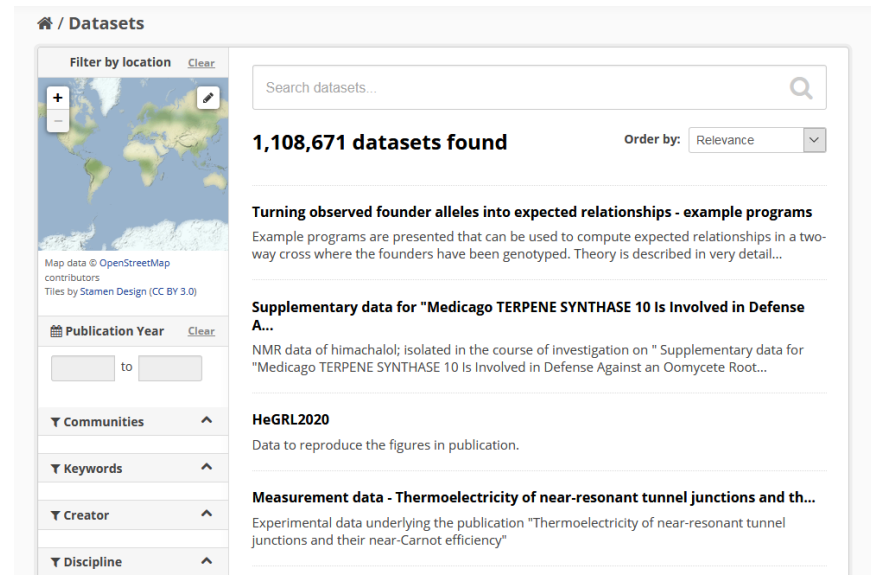 / Datasets
Filter by location Clear
+
−
Map data © OpenStreetMap
contributors
Tiles by Stamen Design (CC BY 3.0)
Publication Year Clear
to
Communities
Keywords
Creator
Discipline
Search datasets...
1,108,671 datasets found
Order by: Relevance
Turning observed founder alleles into expected relationships - example programs
Example programs are presented that can be used to compute expected relationships in a two-
way cross where the founders have been genotyped. Theory is described in very detail...
Supplementary data for "Medicago TERPENE SYNTHASE 10 Is Involved in Defense
A...
NMR data of himachalol; isolated in the course of investigation on " Supplementary data for
"Medicago TERPENE SYNTHASE 10 Is Involved in Defense Against an Oomycete Root...
HeGRL2020
Data to reproduce the figures in publication.
Measurement data - Thermoelectricity of near-resonant tunnel junctions and th...
Experimental data underlying the publication "Thermoelectricity of near-resonant tunnel
junctions and their near-Carnot efficiency"